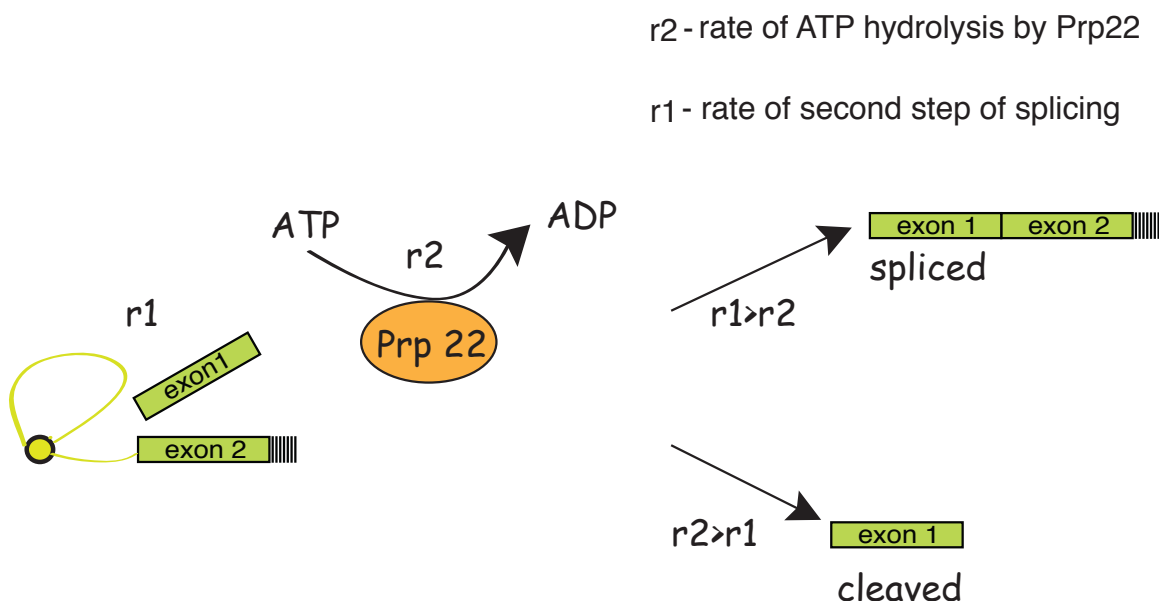 r2 - rate of ATP hydrolysis by Prp22
r1 - rate of second step of splicing
ATP
ADP
r2
exon 1 exon 2
spliced
r1
r1>r2
Prp 22
exon1
exon 2
r2>r1
exon 1
cleaved